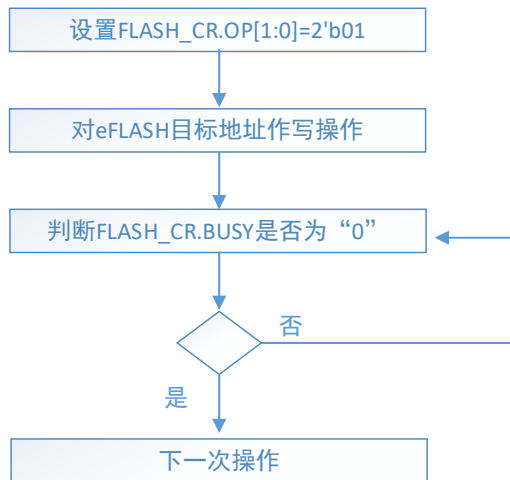 设置FLASH_CR.OP[1:0]=2'b01
对eFLASH目标地址作写操作
判断FLASH_CR.BUSY是否为“0”
否
是
下一次操作